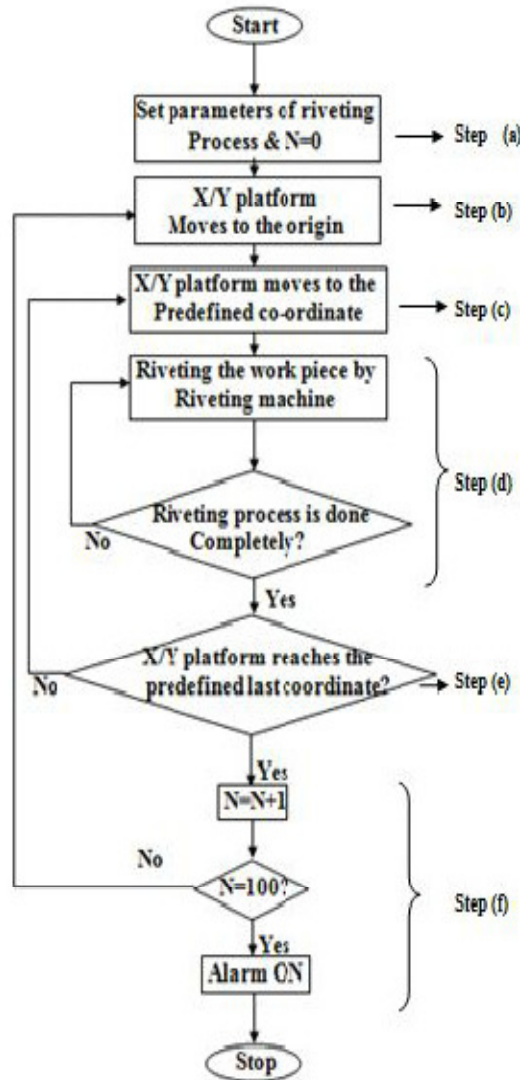 Start
Set parameters of riveting
Process & N=0
Step (a)
X/Y platform
Moves to the origin
Step (b)
X/Y platform moves to the
Predefined co-ordinate
Step (c)
Riveting the work piece by
Riveting machine
Step (d)
Riveting process is done
Completely?
No
Yes
X/Y platform reaches the
predefined last coordinate?
No
Step (e)
Yes
N=N+1
No
N=100?
Step (f)
Yes
Alarm ON
Stop